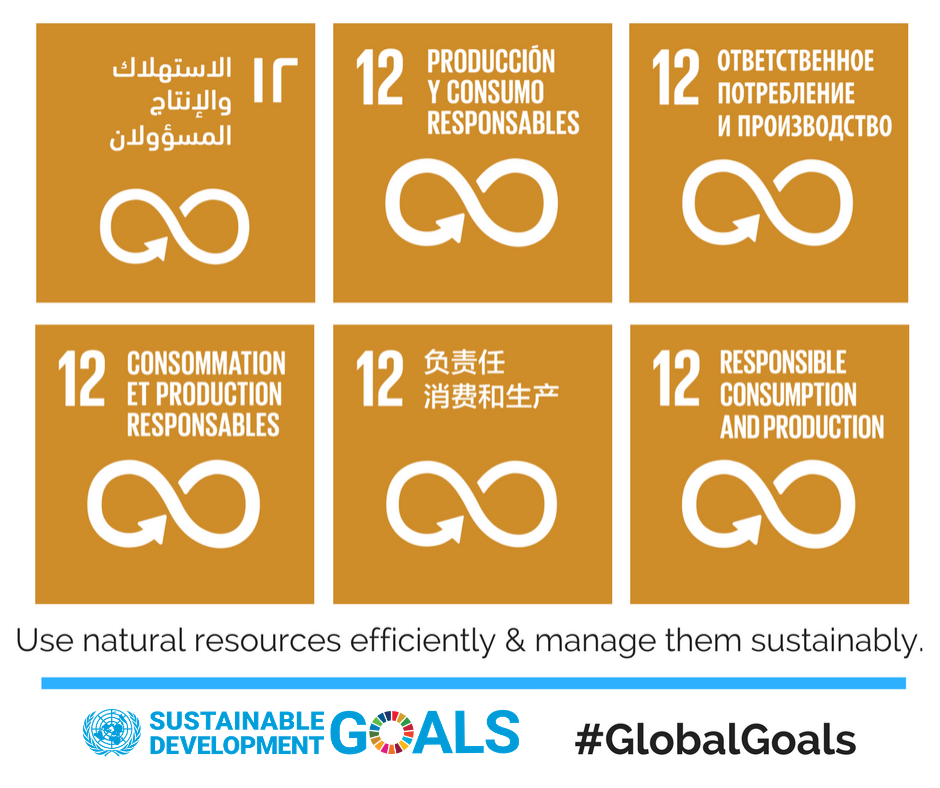 ١٢
الاستهلاك
والإنتاج
المسؤولان
12
PRODUCCIÓN
Y CONSUMO
RESPONSABLES
12
ОТВЕТСТВЕННОЕ
ПОТРЕБЛЕНИЕ
И ПРОИЗВОДСТВО
12
CONSOMMATION
ET PRODUCTION
RESPONSABLES
12
负责任
消费和生产
12
RESPONSIBLE
CONSUMPTION
AND PRODUCTION
Use natural resources efficiently & manage them sustainably.
SUSTAINABLE
DEVELOPMENT
GOALS
#GlobalGoals